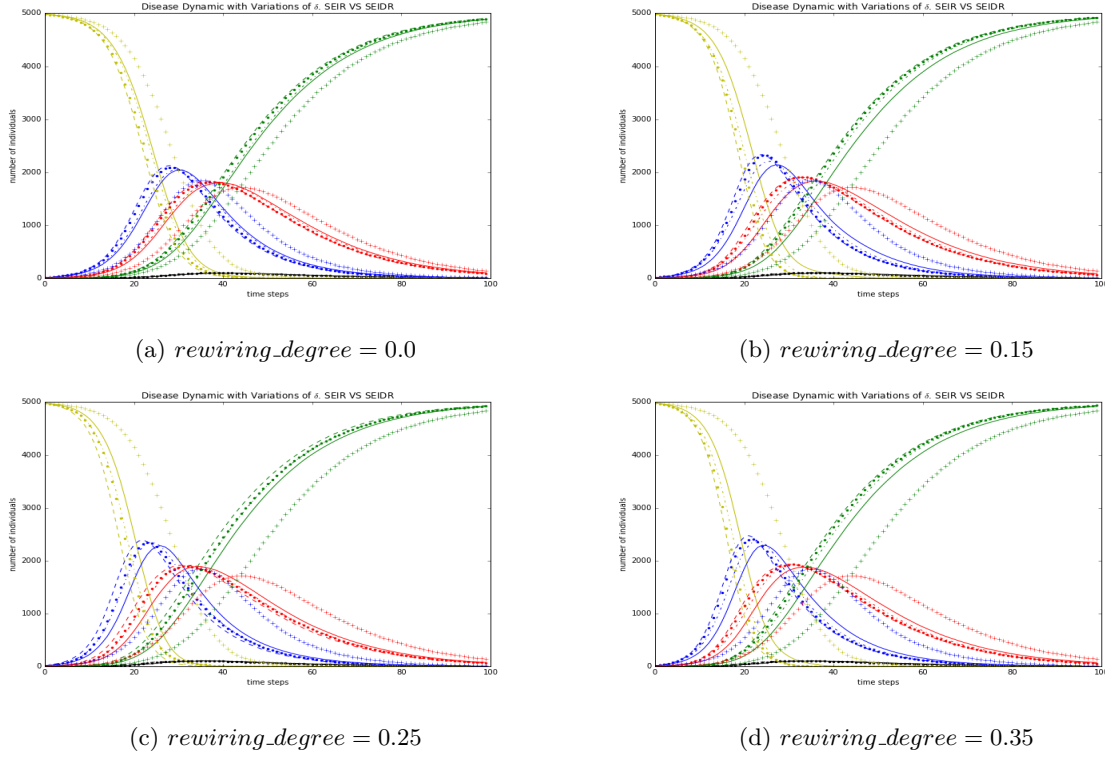 Disease Dynamic with Variations of δ. SEIR VS SEIDR
number of individuals
5000
4000
3000
2000
1000
0
0 20 40 60 80 100
time steps
(a) rewiring_degree = 0.0
Disease Dynamic with Variations of δ. SEIR VS SEIDR
number of individuals
5000
4000
3000
2000
1000
0
0 20 40 60 80 100
time steps
(b) rewiring_degree = 0.15
Disease Dynamic with Variations of δ. SEIR VS SEIDR
number of individuals
5000
4000
3000
2000
1000
0
0 20 40 60 80 100
time steps
(c) rewiring_degree = 0.25
Disease Dynamic with Variations of δ. SEIR VS SEIDR
number of individuals
5000
4000
3000
2000
1000
0
0 20 40 60 80 100
time steps
(d) rewiring_degree = 0.35